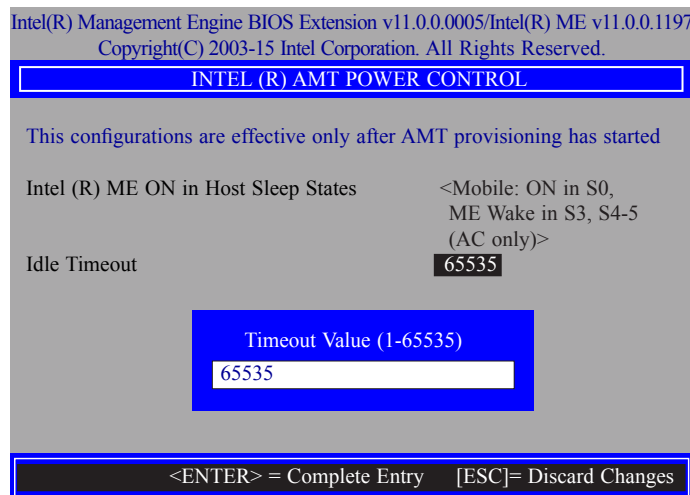 Intel(R) Management Engine BIOS Extension v11.0.0.0005/Intel(R) ME v11.0.0.1197
Copyright(C) 2003-15 Intel Corporation. All Rights Reserved.
INTEL (R) AMT POWER CONTROL
This configurations are effective only after AMT provisioning has started
Intel (R) ME ON in Host Sleep States <Mobile: ON in S0,
ME Wake in S3, S4-5
(AC only)>
Idle Timeout 65535
Timeout Value (1-65535)
65535
<ENTER> = Complete Entry [ESC]= Discard Changes